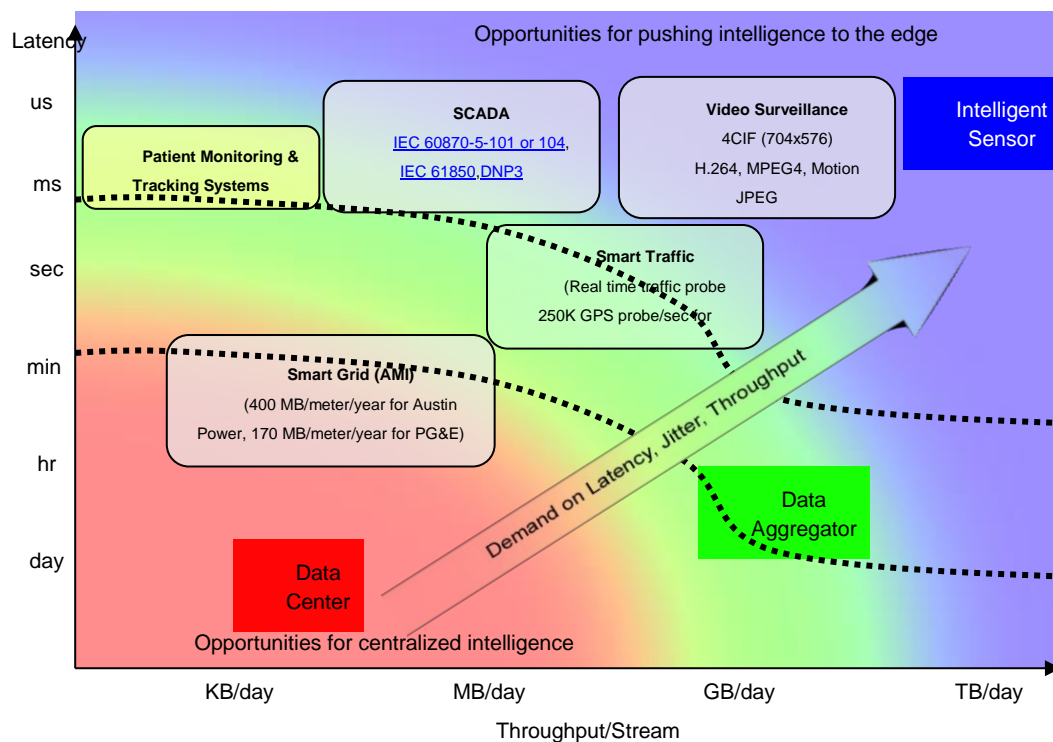 Latency
Opportunities for pushing intelligence to the edge
us
SCADA
IEC 60870-5-101 or 104,
IEC 61850,DNP3
Video Surveillance
4CIF (704x576)
H.264, MPEG4, Motion
JPEG
Intelligent
Sensor
Patient Monitoring &
Tracking Systems
ms
sec
Smart Traffic
(Real time traffic probe
250K GPS probe/sec for
min
Smart Grid (AMI)
(400 MB/meter/year for Austin
Power, 170 MB/meter/year for PG&E)
Demand on Latency, Jitter, Throughput
hr
Data
Aggregator
day
Data
Center
Opportunities for centralized intelligence
KB/day
MB/day
GB/day
TB/day
Throughput/Stream